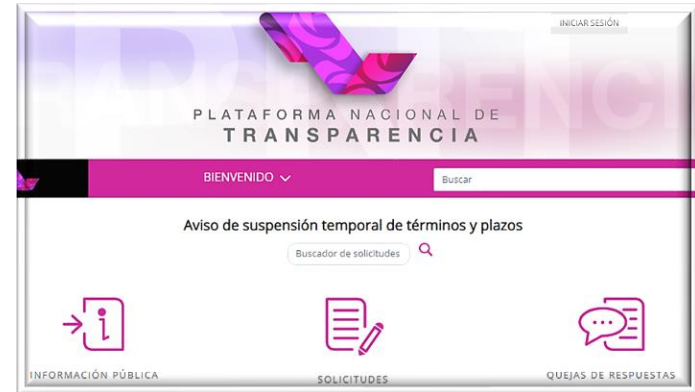 INICIAR SESIÓN
PLATAFORMA NACIONAL DE
TRANSPARENCIA
BIENVENIDO
Buscar
Aviso de suspensión temporal de términos y plazos
Buscador de solicitudes
INFORMACIÓN PÚBLICA
SOLICITUDES
QUEJAS DE RESPUESTAS